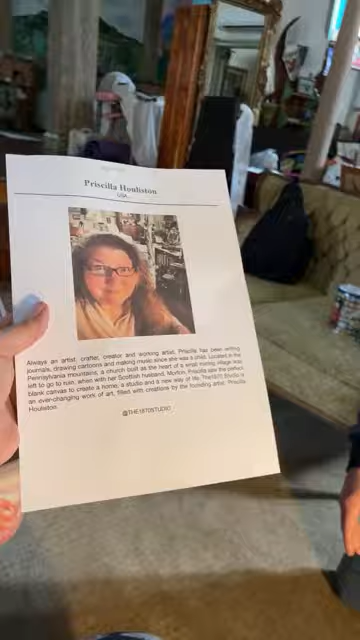 Priscilla Houliston
USA
Always an artist, crafter, creator and working artist, Priscilla has been writing
journals, drawing cartoons and making music since she was a child. Located in the
Pennsylvania mountains, a church built as the heart of a small mining village was
left to go to ruin, when with her Scottish husband, Morton, Priscilla saw the perfect
blank canvas to create a home, a studio and a new way of life. The1870 Studio is
an ever-changing work of art, filled with creations by the founding artist, Priscilla
Houliston.
@THE1870STUDIO